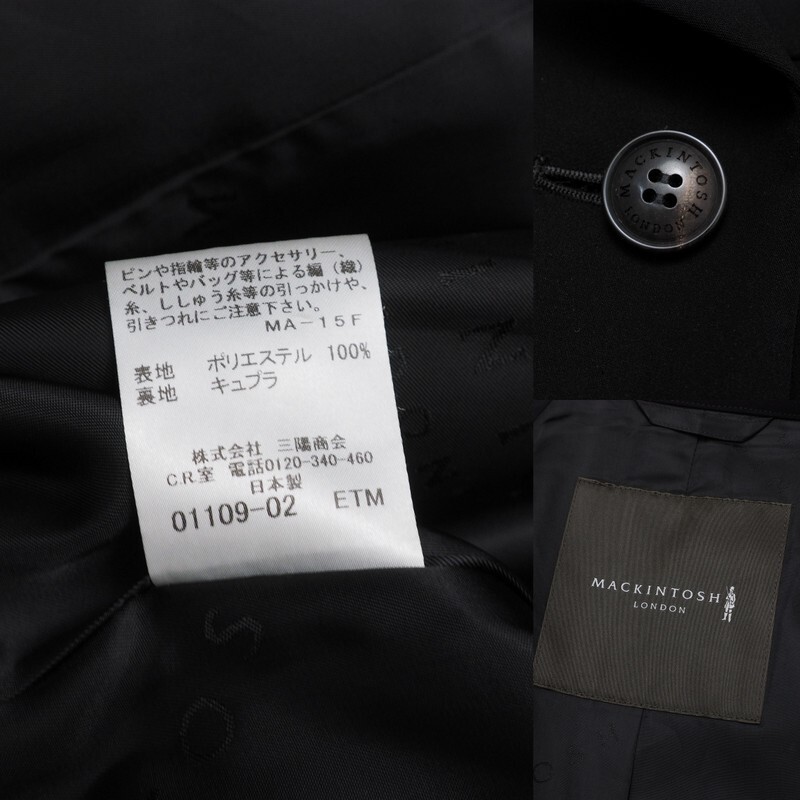 ピンや指輪等のアクセサリー、
ベルトやバッグ等による編（織）
糸、ししゅう糸等の引っかけや、
引きつれにご注意下さい。
MA-15F
表地 ポリエステル 100%
裏地 キュプラ
株式会社 三陽商会
C.R室 電話0120-340-460
日本製
01109-02 ETM
MACKINTOSH
LONDON
MACKINTOSH
LONDON